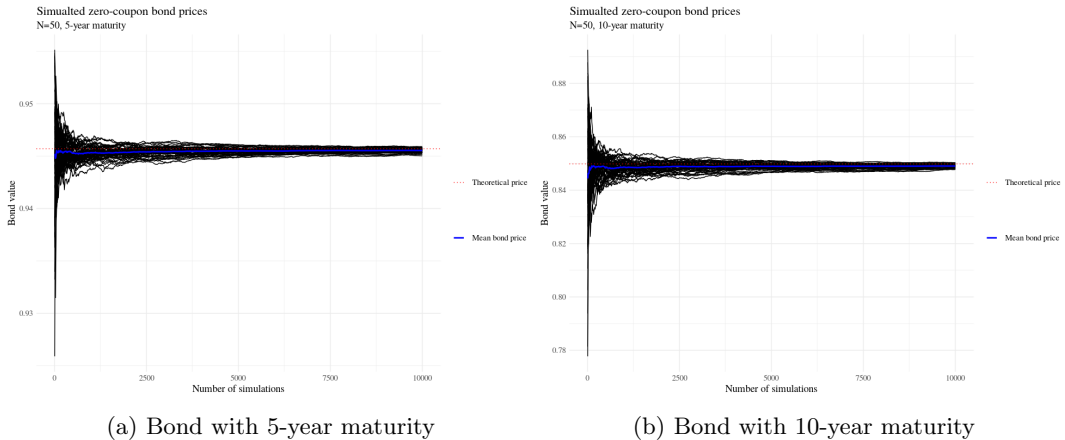 Simualted zero-coupon bond prices
N=50, 5-year maturity
0.95
0.94
0.93
Bond value
0
2500
5000
7500
10000
Number of simulations
Theoretical price
Mean bond price
(a) Bond with 5-year maturity
Simualted zero-coupon bond prices
N=50, 10-year maturity
0.88
0.86
0.84
0.82
0.80
0.78
Bond value
0
2500
5000
7500
10000
Number of simulations
Theoretical price
Mean bond price
(b) Bond with 10-year maturity